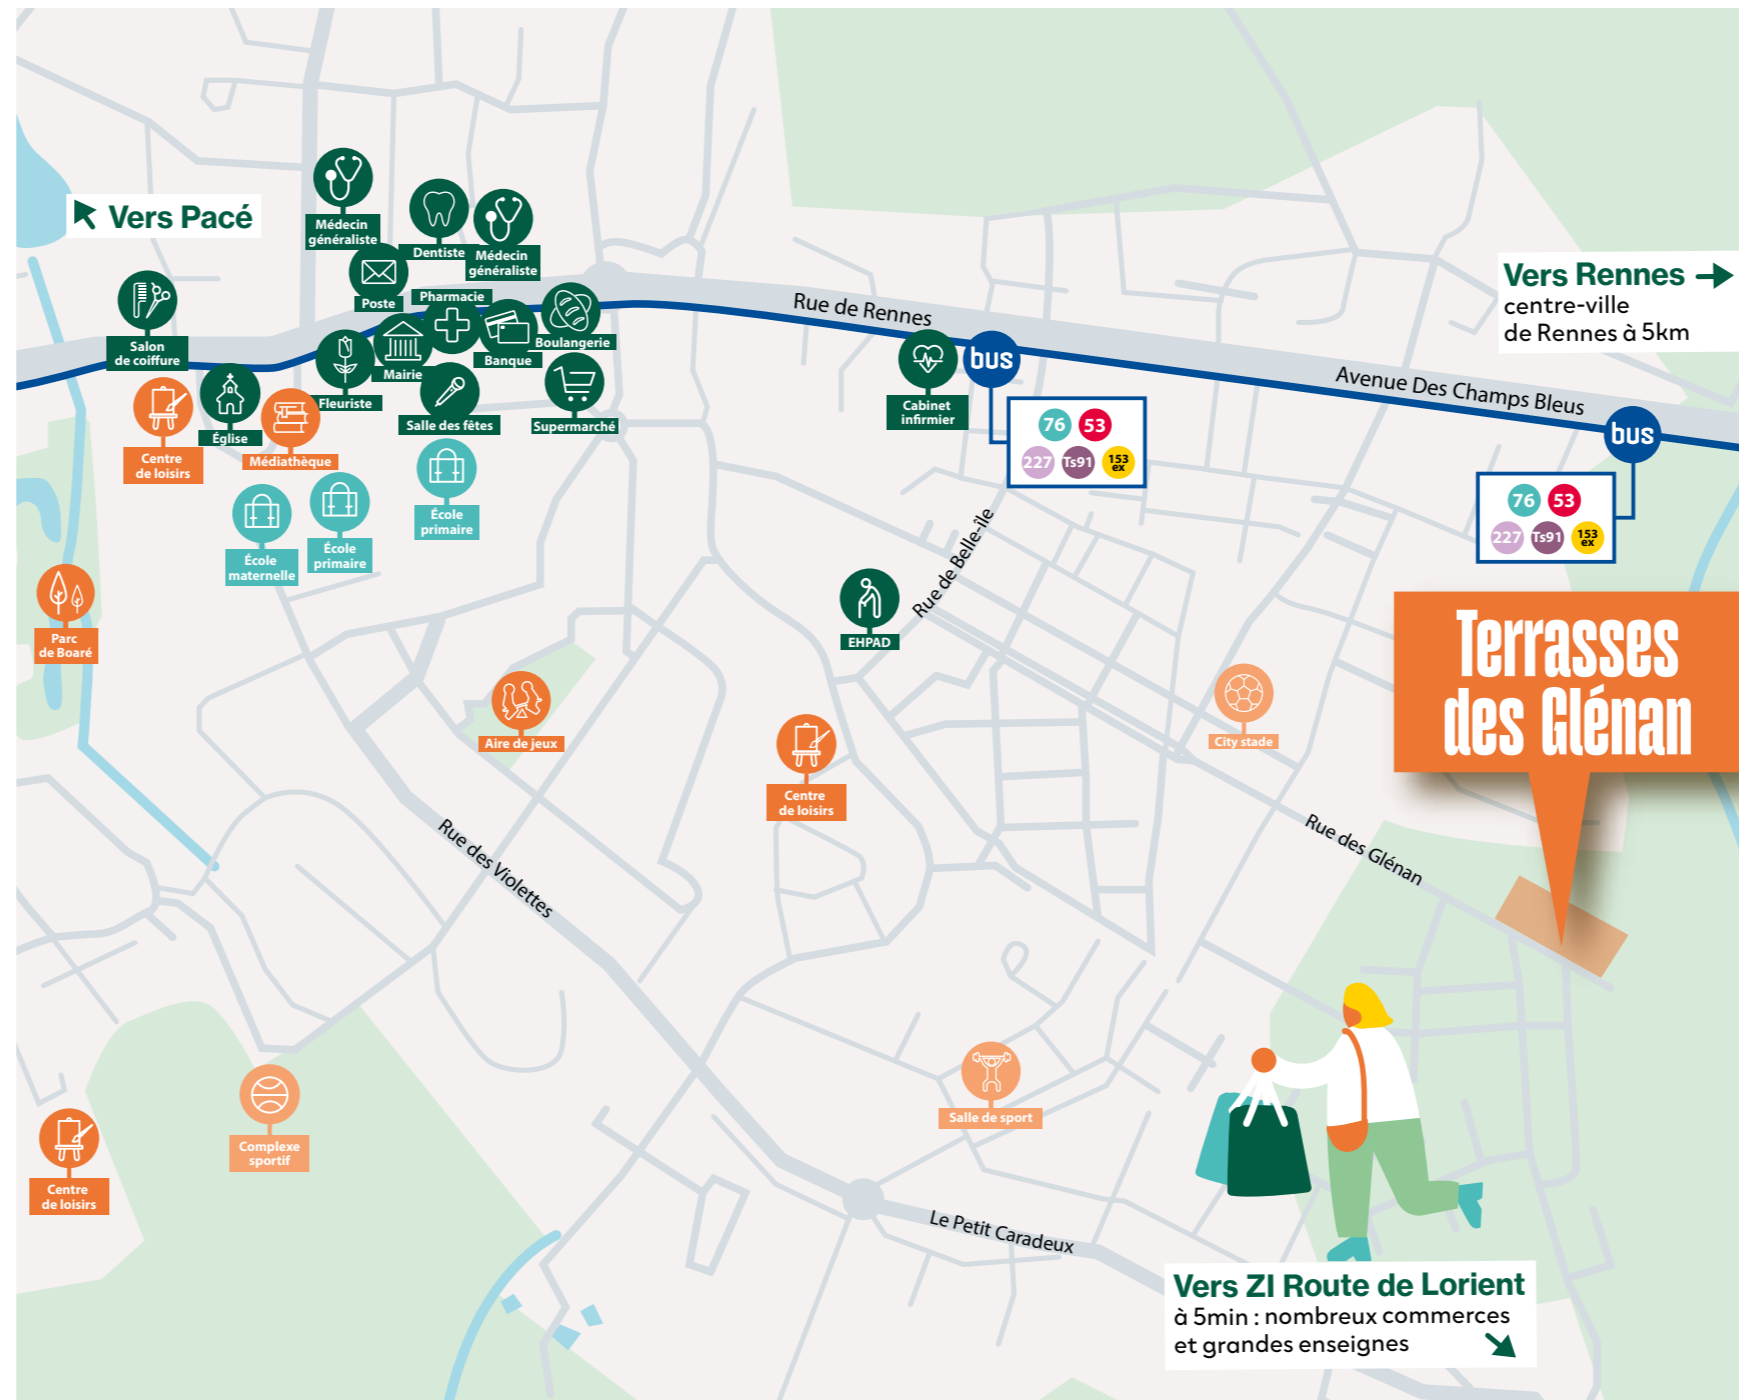 Vers Pacé
Médecin
généraliste
Dentiste
Médecin
généraliste
Poste
Pharmacie
Salon
de coiffure
Fleuriste
Mairie
Banque
Boulangerie
Église
Salle des fêtes
Supermarché
Centre
de loisirs
Médiathèque
École
maternelle
École
primaire
École
primaire
Rue de Rennes
Cabinet
infirmier
bus
76 53
227 Ts91 153
ex
Vers Rennes
centre-ville
de Rennes à 5km
Avenue Des Champs Bleus
bus
76 53
227 Ts91 153
ex
Parc
de Boaré
Rue de Belle-île
EHPAD
Terrasses
des Glénan
Aire de jeux
City stade
Centre
de loisirs
Rue des Violettes
Rue des Glénan
Salle de sport
Complexe
sportif
Centre
de loisirs
Le Petit Caradeux
Vers ZI Route de Lorient
à 5min : nombreux commerces
et grandes enseignes